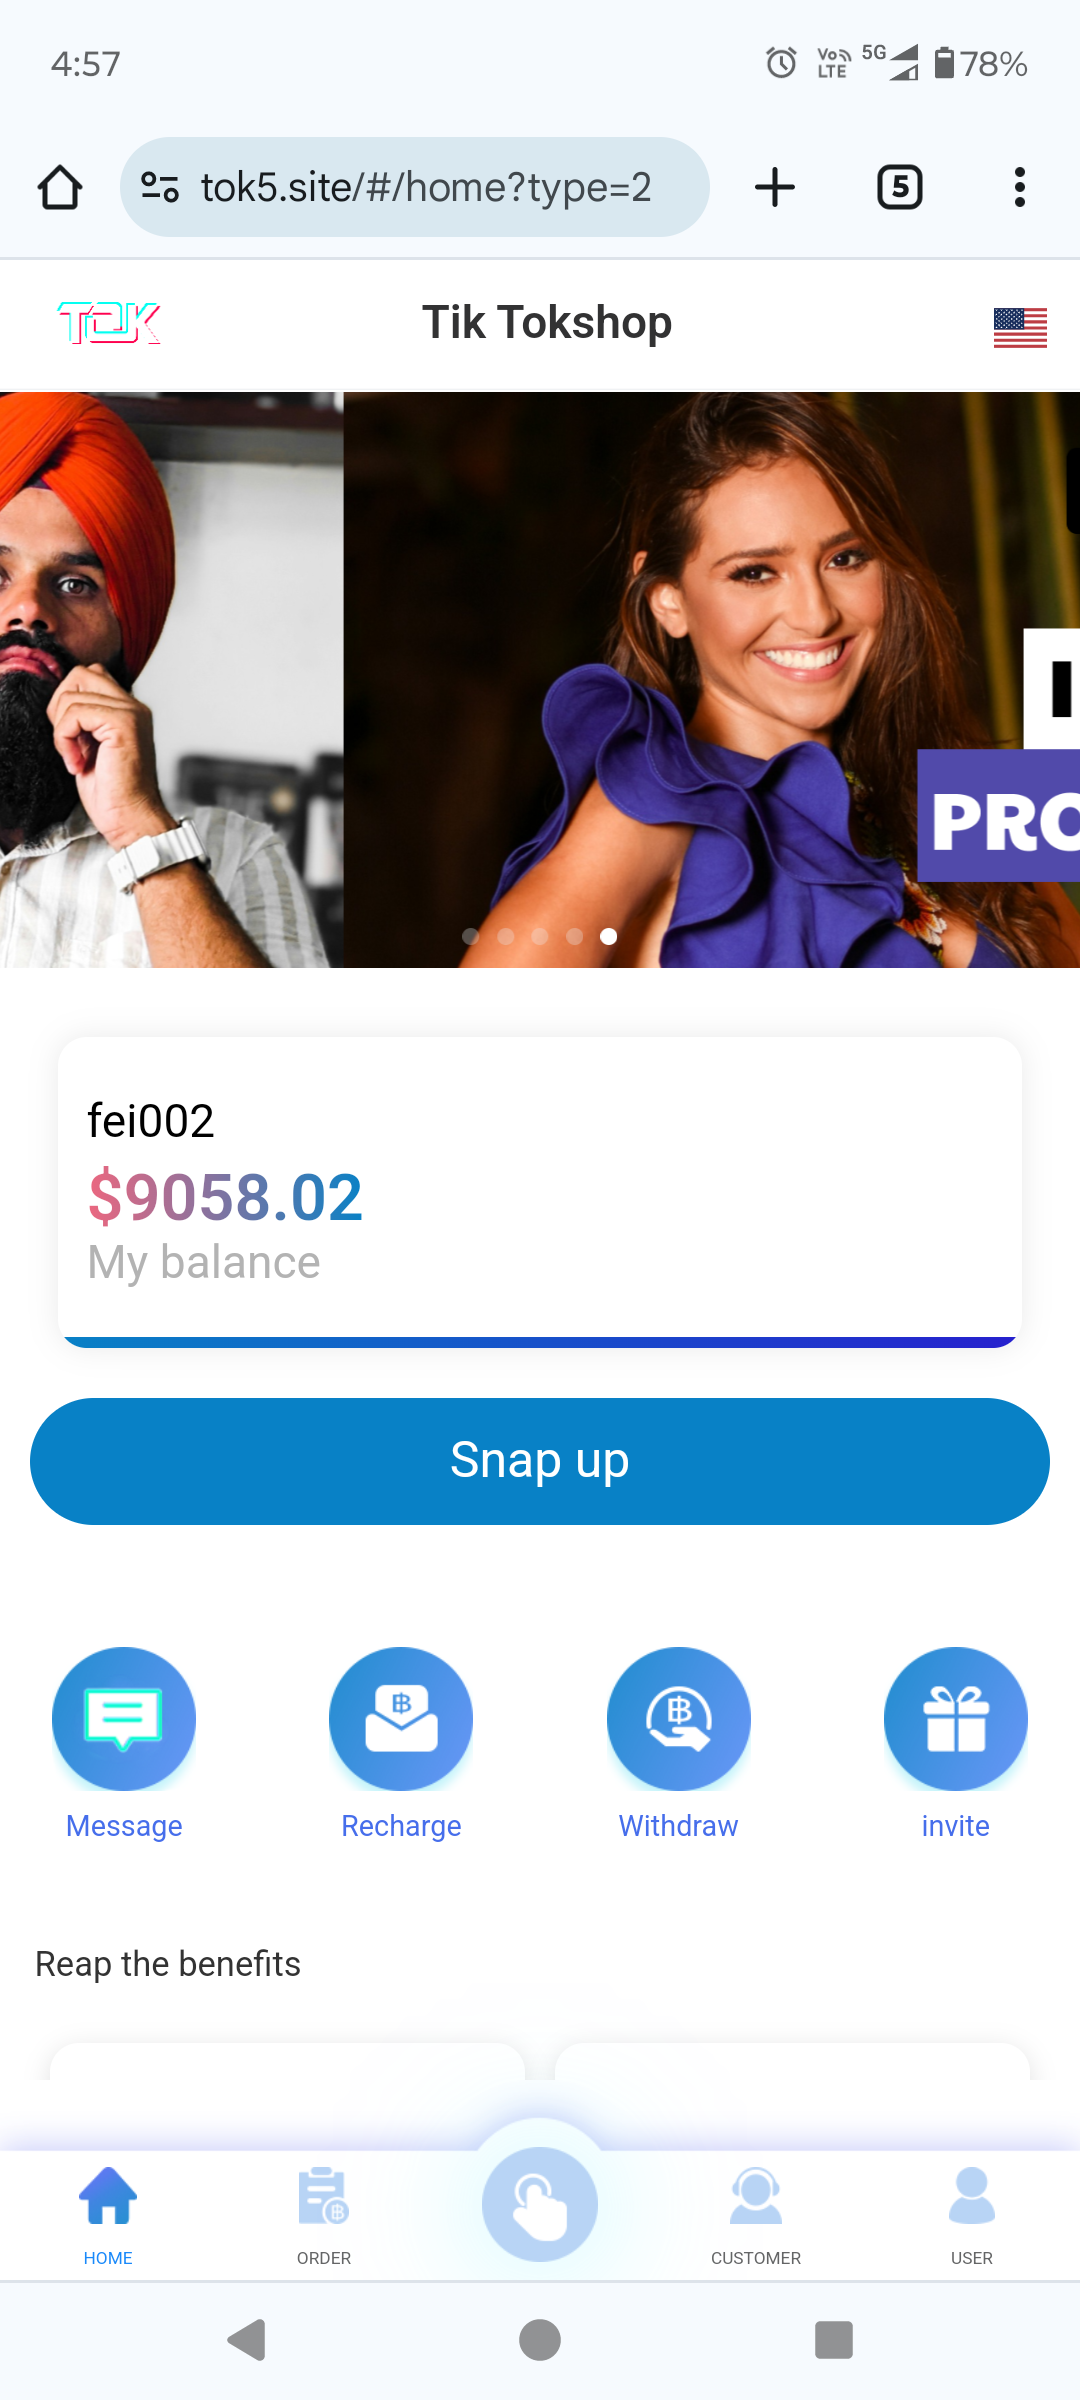 4:57
Vo
LTE
5G
78%
tok5.site/#/home?type=2
5
TOK
Tik Tokshop
I
PRO
fei002
$9058.02
My balance
Snap up
Message
Recharge
Withdraw
invite
Reap the benefits
HOME
ORDER
CUSTOMER
USER